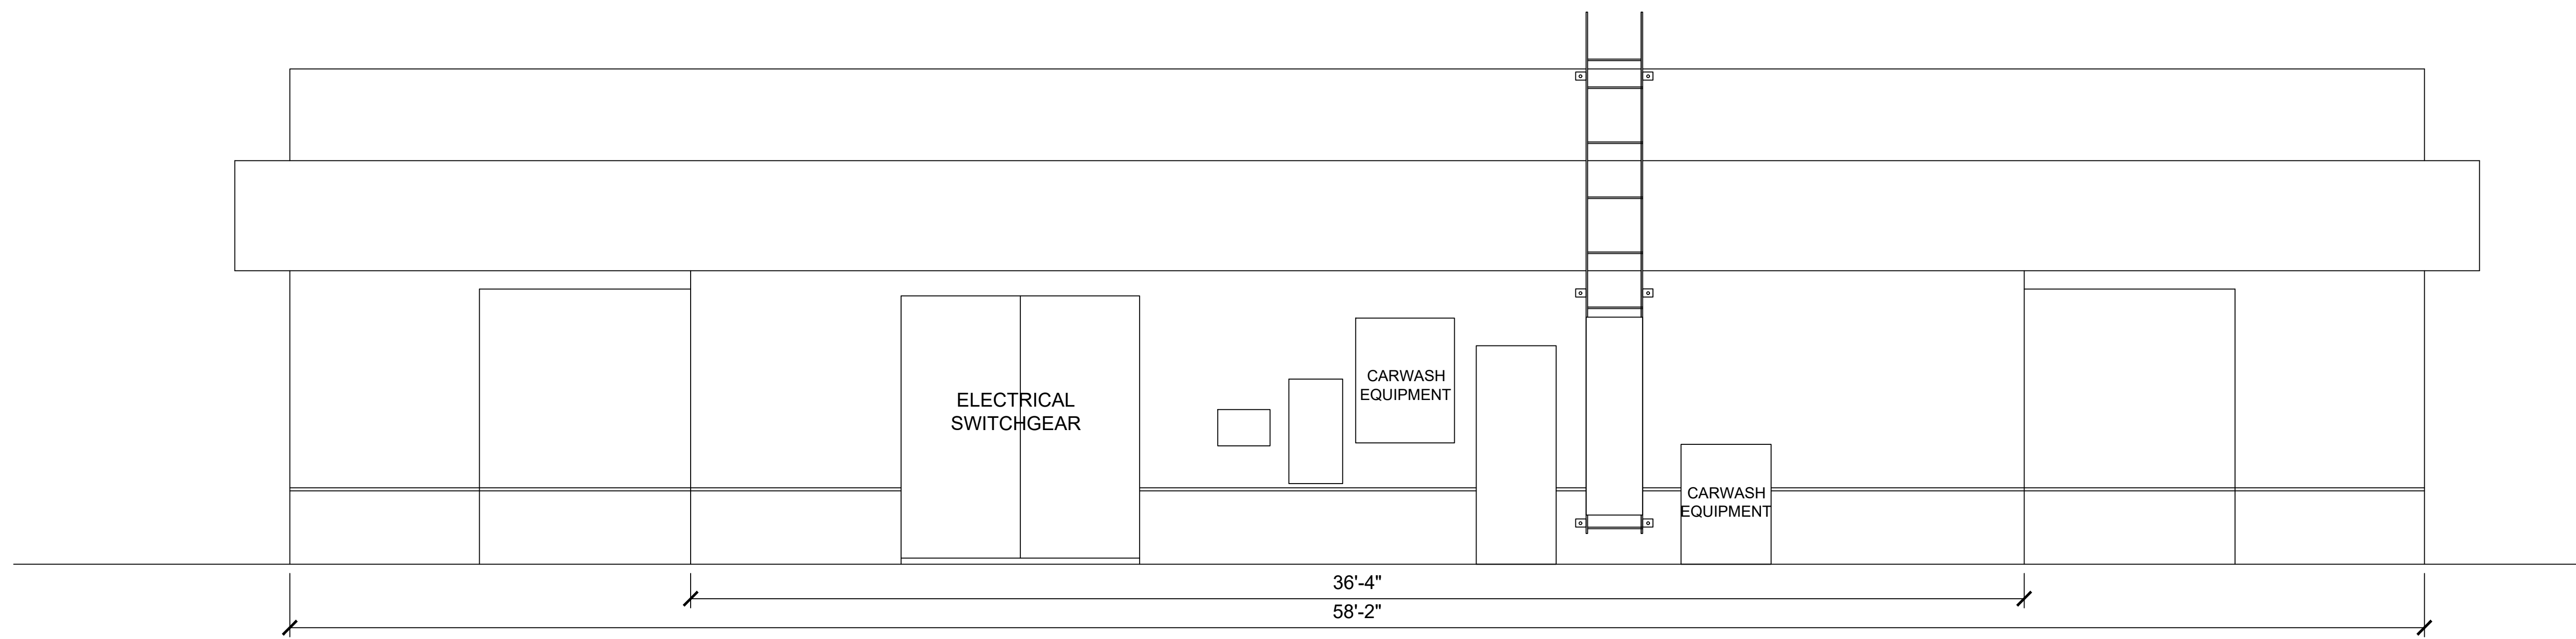 ELECTRICAL
SWITCHGEAR
CARWASH
EQUIPMENT
CARWASH
EQUIPMENT
36'-4"
58'-2"